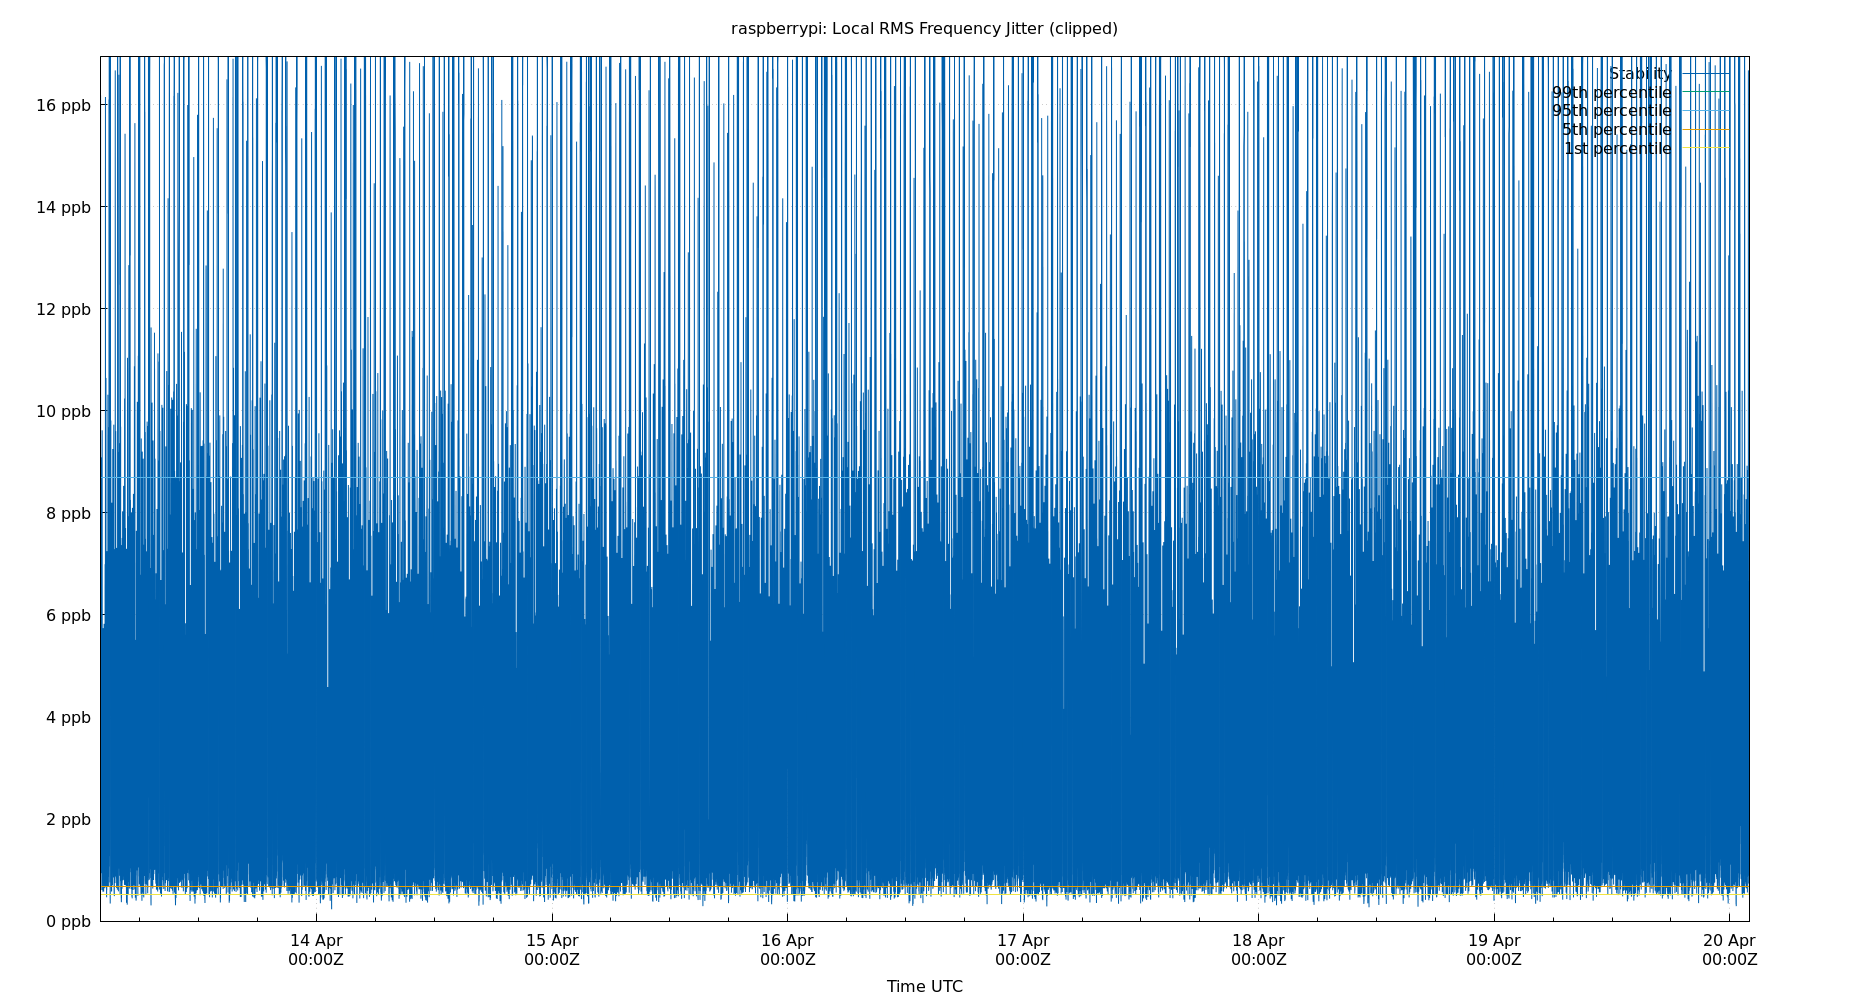 raspberrypi: Local RMS Frequency Jitter (clipped)
Stability
99th percentile
95th percentile
5th percentile
1st percentile
16 ppb
14 ppb
12 ppb
10 ppb
8 ppb
6 ppb
4 ppb
2 ppb
0 ppb
14 Apr 15 Apr 16 Apr 17 Apr 18 Apr 19 Apr 20 Apr
00:00Z 00:00Z 00:00Z 00:00Z 00:00Z 00:00Z 00:00Z
Time UTC